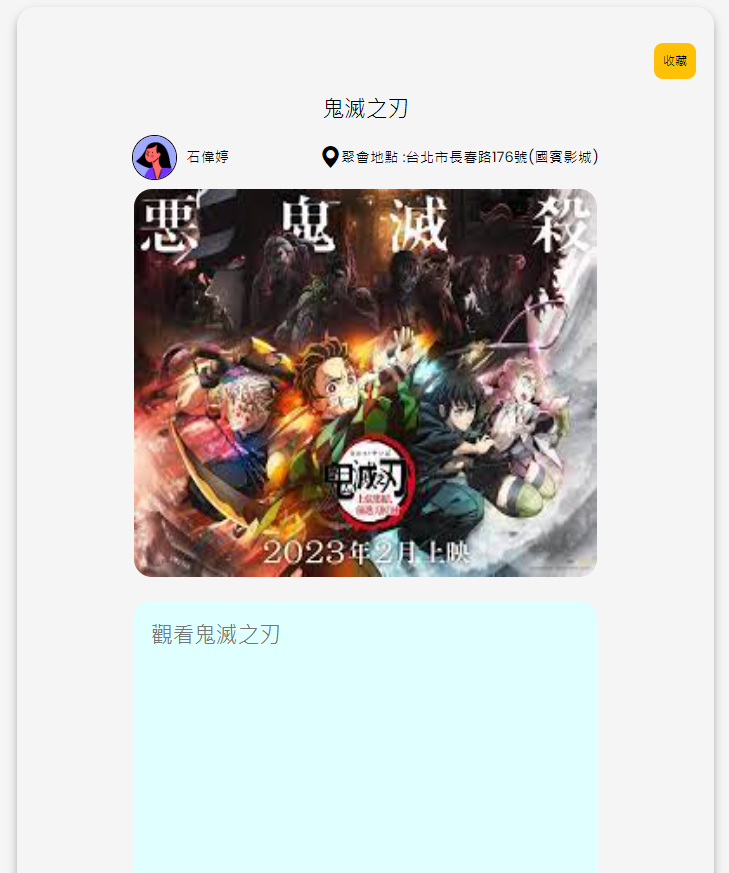 收藏
鬼滅之刃
石偉婷
聚會地點 :台北市長春路176號(國賓影城)
悪 鬼 滅 殺
鬼滅之刃
2023年2月上映
觀看鬼滅之刃